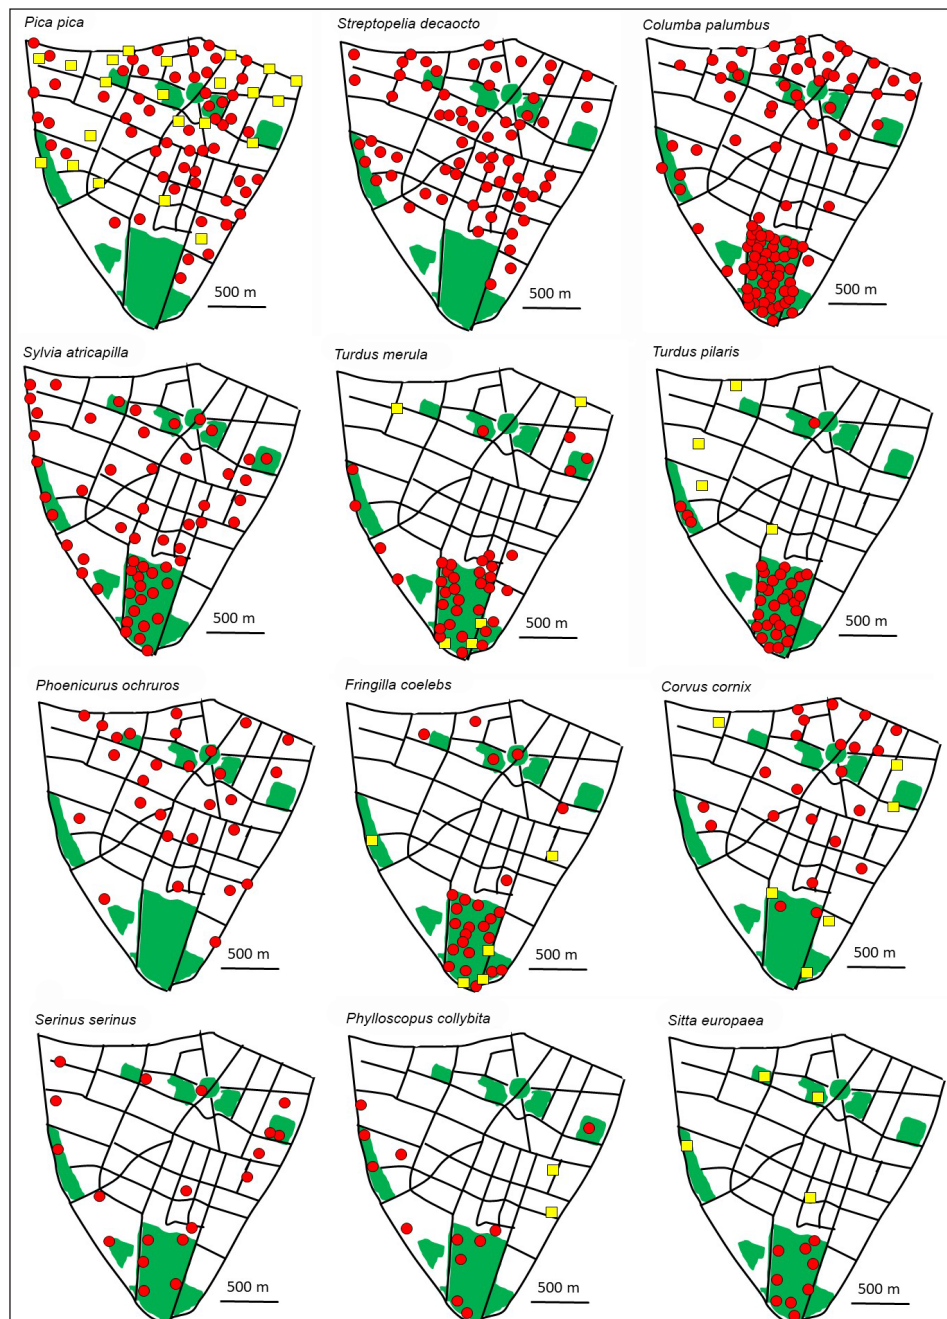 Pica pica
Streptopelia decaocto
Columba palumbus
500 m
500 m
500 m
Sylvia atricapilla
Turdus merula
Turdus pilaris
500 m
500 m
500 m
Phoenicurus ochruros
Fringilla coelebs
Corvus cornix
500 m
500 m
500 m
Serinus serinus
Phylloscopus collybita
Sitta europaea
500 m
500 m
500 m